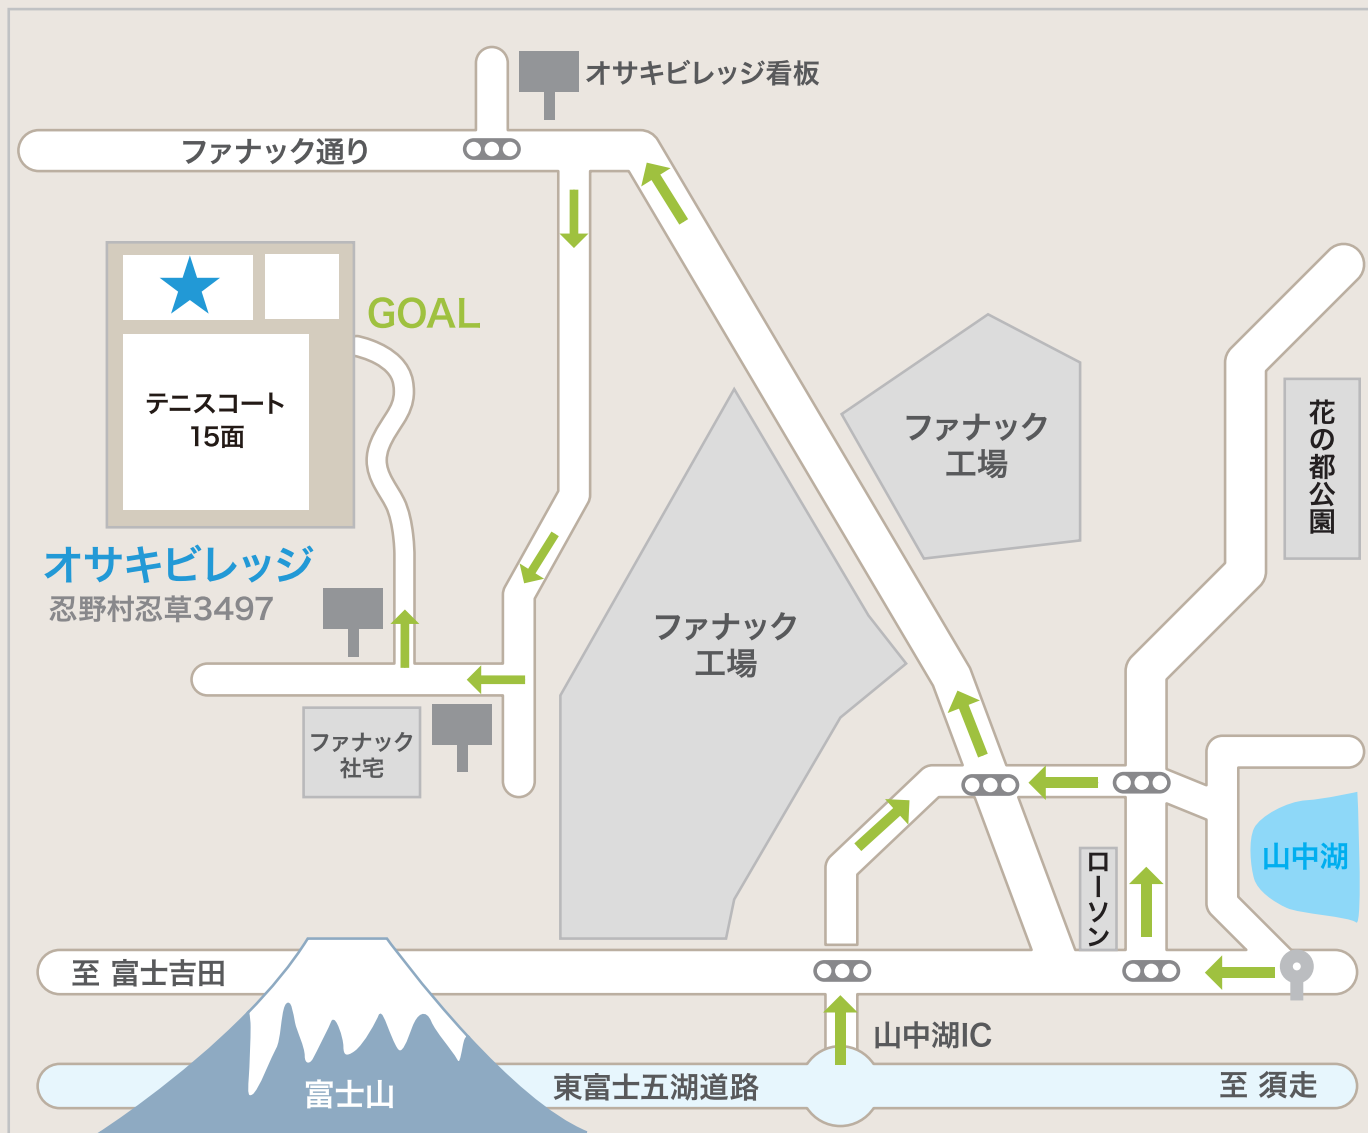 オサキビレッジ看板
ファナック通り
GOAL
テニスコート
15面
花の都公園
ファナック
工場
オサキビレッジ
忍野村忍草3497
ファナック
工場
ファナック
社宅
山中湖
ローソン
至 富士吉田
山中湖IC
東富士五湖道路
至 須走
富士山